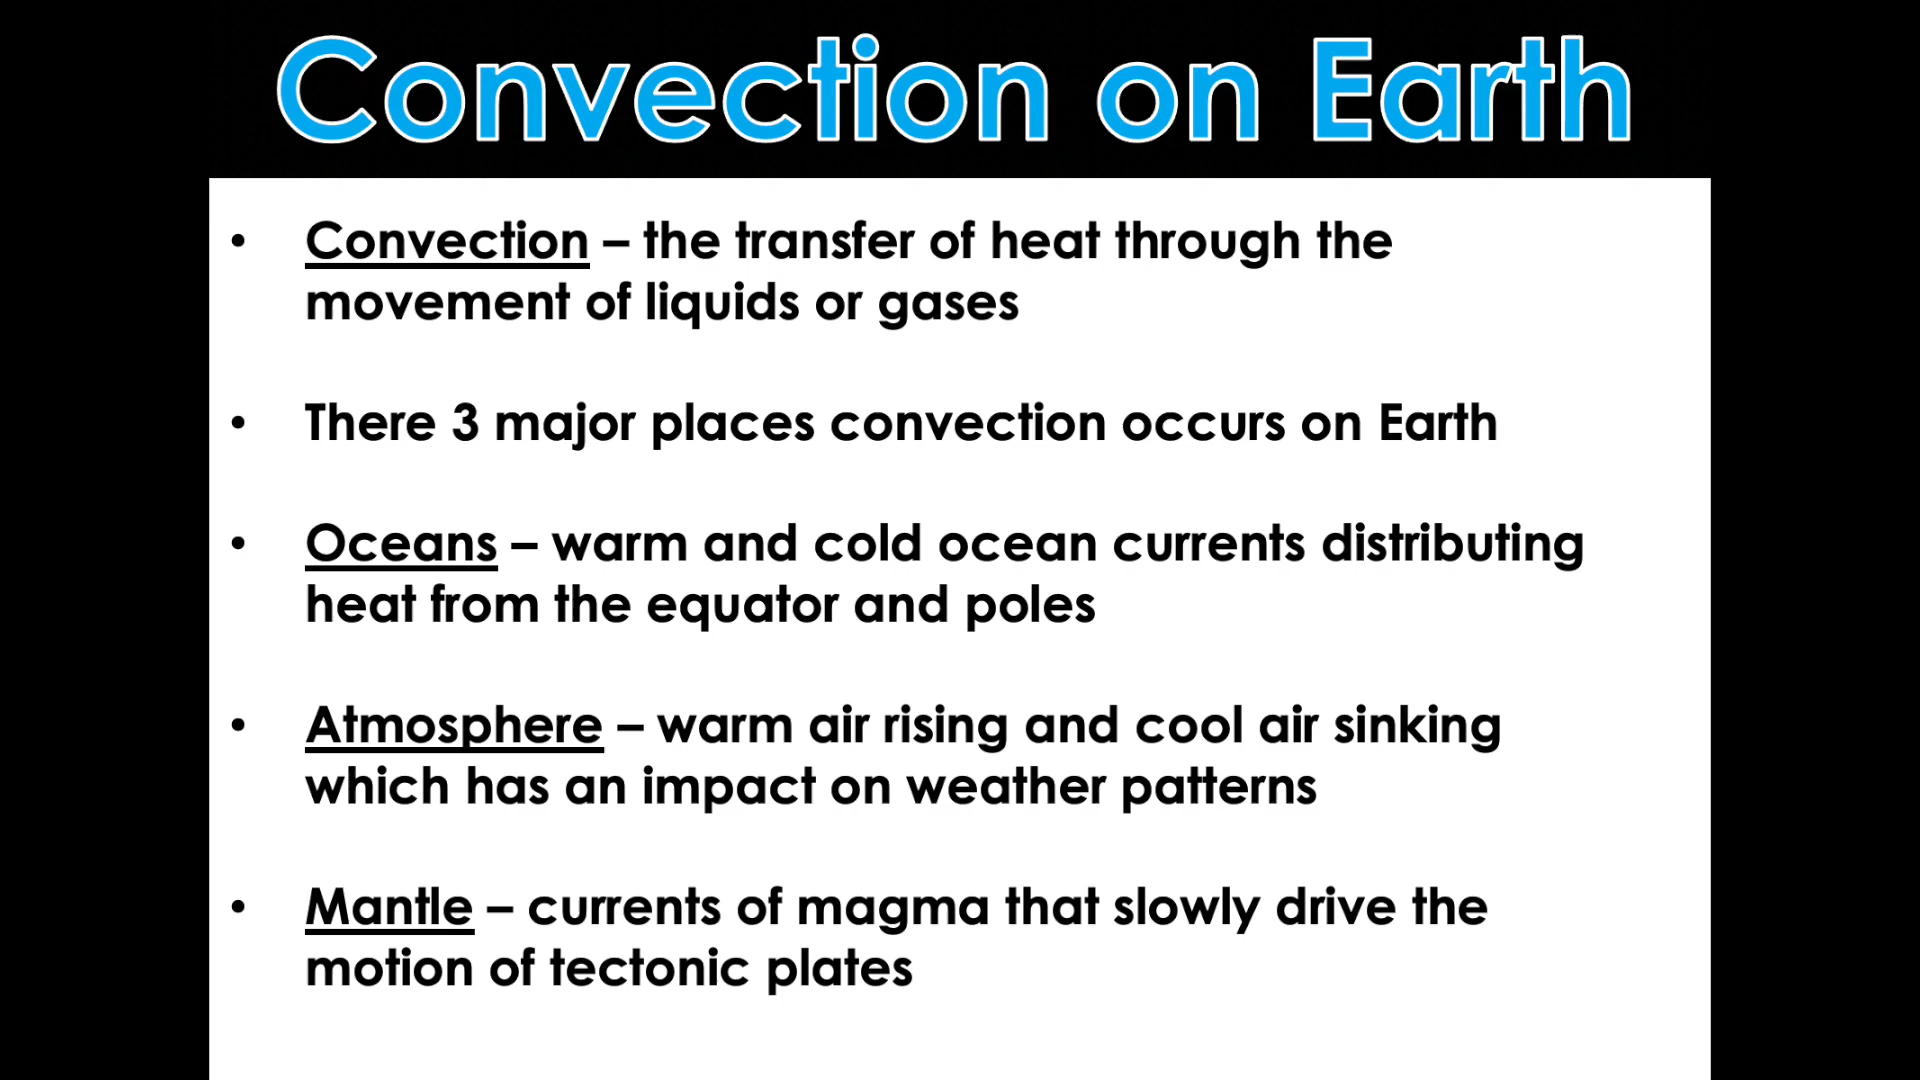 Convection on Earth
• Convection – the transfer of heat through the
movement of liquids or gases
• There 3 major places convection occurs on Earth
• Oceans – warm and cold ocean currents distributing
heat from the equator and poles
• Atmosphere – warm air rising and cool air sinking
which has an impact on weather patterns
• Mantle – currents of magma that slowly drive the
motion of tectonic plates